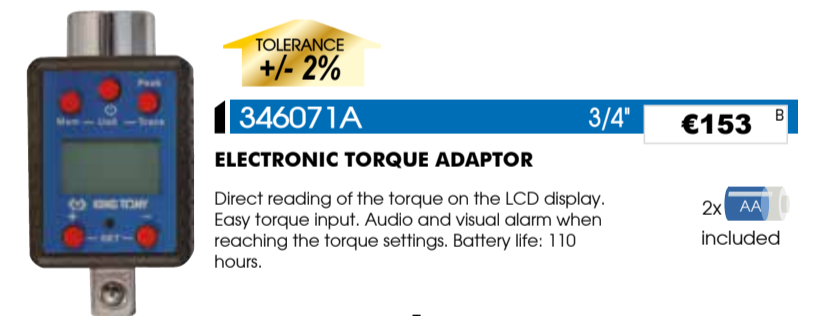 TOLERANCE
+/- 2%
346071A 3/4" €153 B
ELECTRONIC TORQUE ADAPTOR
Direct reading of the torque on the LCD display.
Easy torque input. Audio and visual alarm when
reaching the torque settings. Battery life: 110
hours.
2x AA
included
Peak
Mem — Unit — Trans
KING TONY
+ −
— SET —